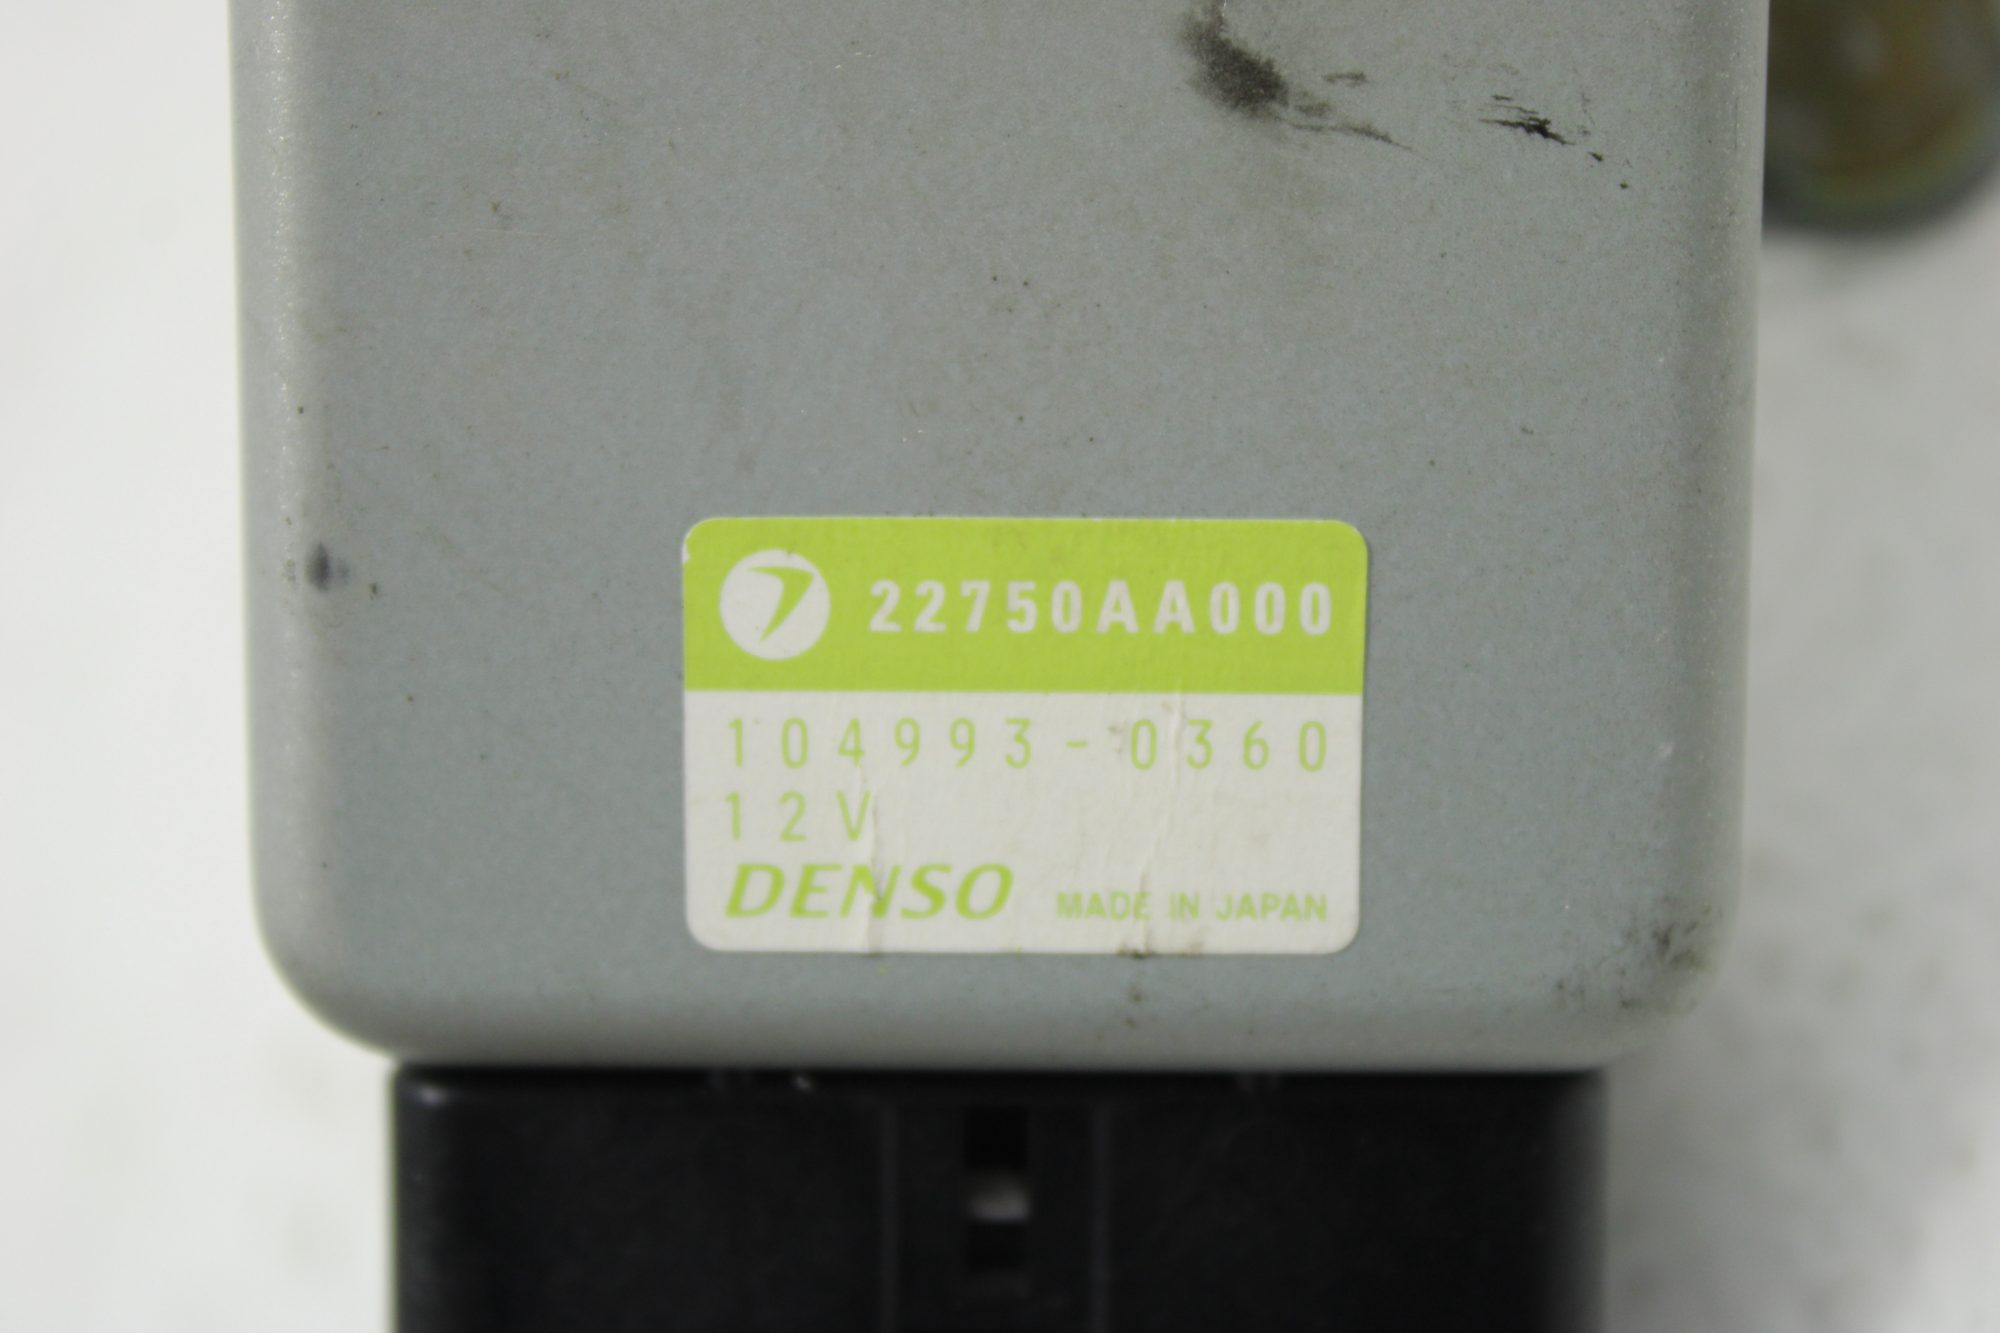 22750AA000
104993-0360
12V
DENSO MADE IN JAPAN